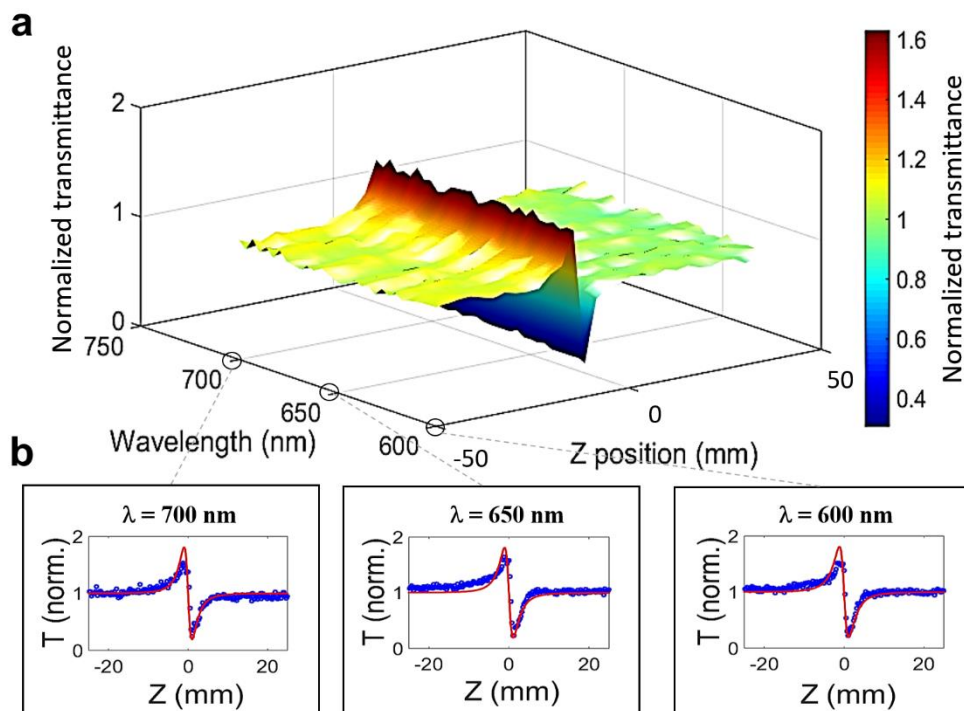 a
Normalized transmittance
2
1
0
750
700
650
600
Wavelength (nm)
-50
0
50
Z position (mm)
1.6
1.4
1.2
1
0.8
0.6
0.4
Normalized transmittance
b
λ = 700 nm
T (norm.)
2
1
0
-20
0
20
Z (mm)
λ = 650 nm
T (norm.)
2
1
0
-20
0
20
Z (mm)
λ = 600 nm
T (norm.)
2
1
0
-20
0
20
Z (mm)